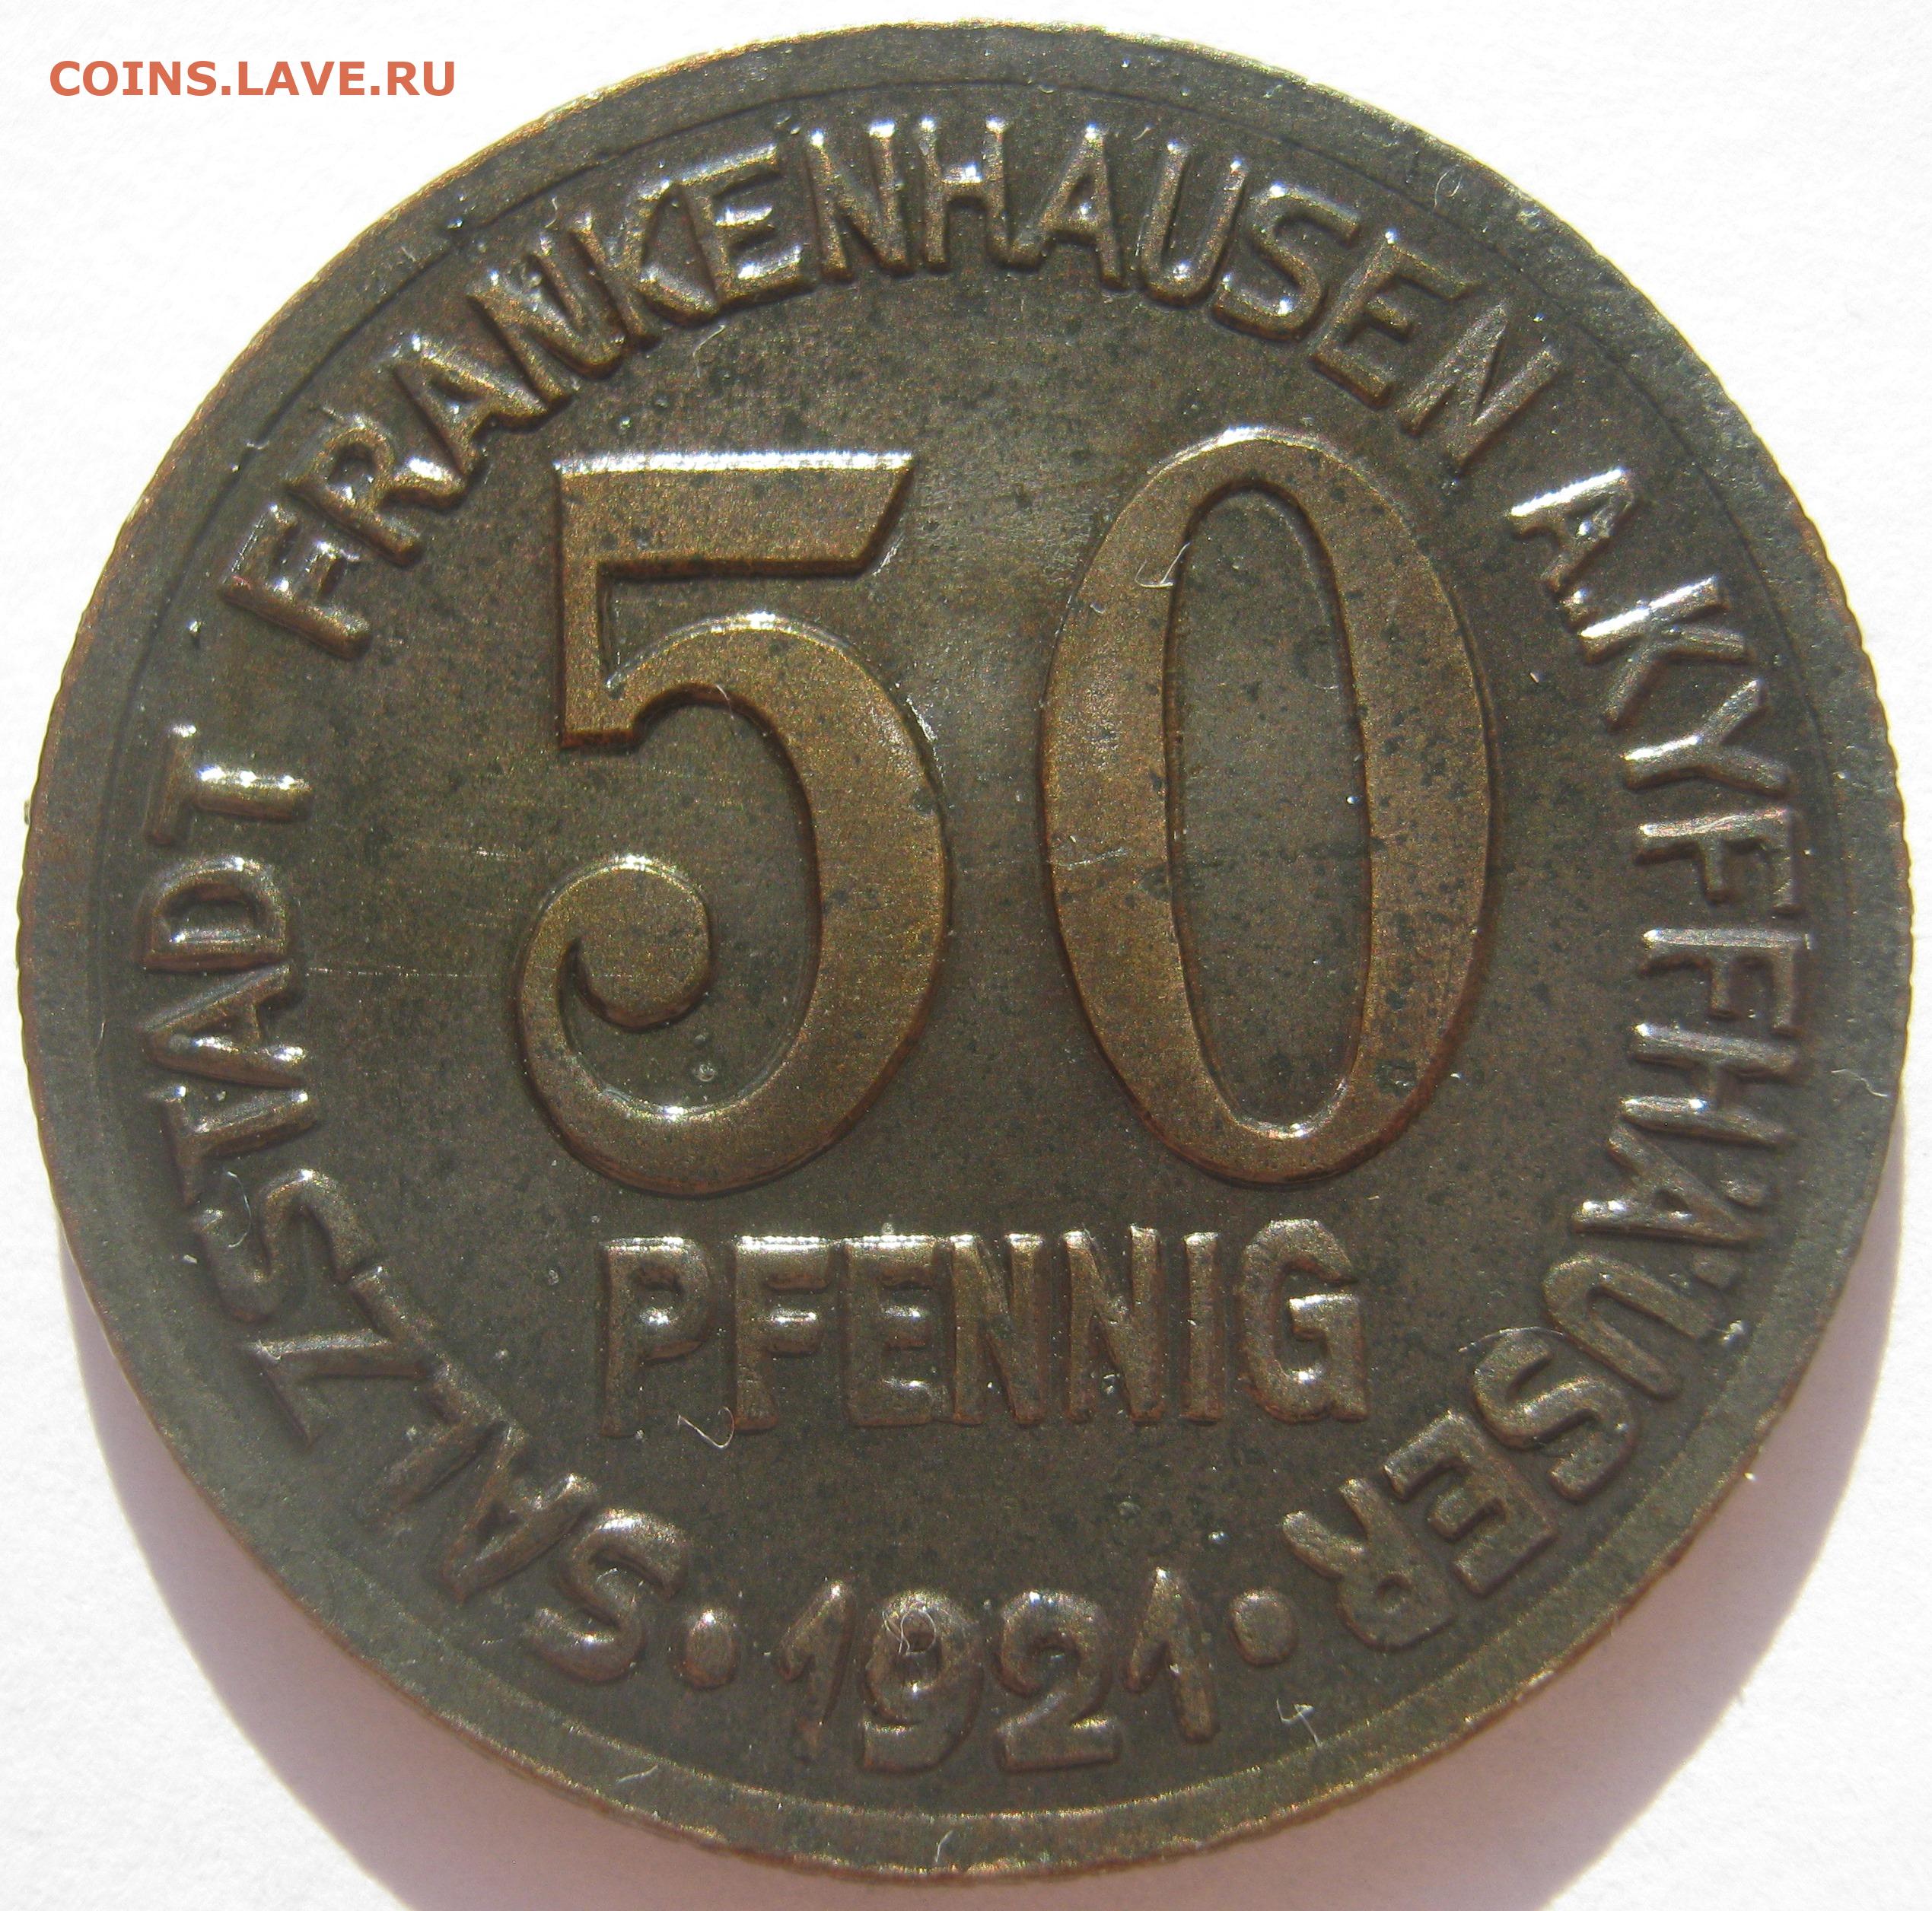 COINS.LAVE.RU
SALZSTADT FRANKENHAUSEN A.KYFFHÄUSER
50
PFENNIG
• 1921 •